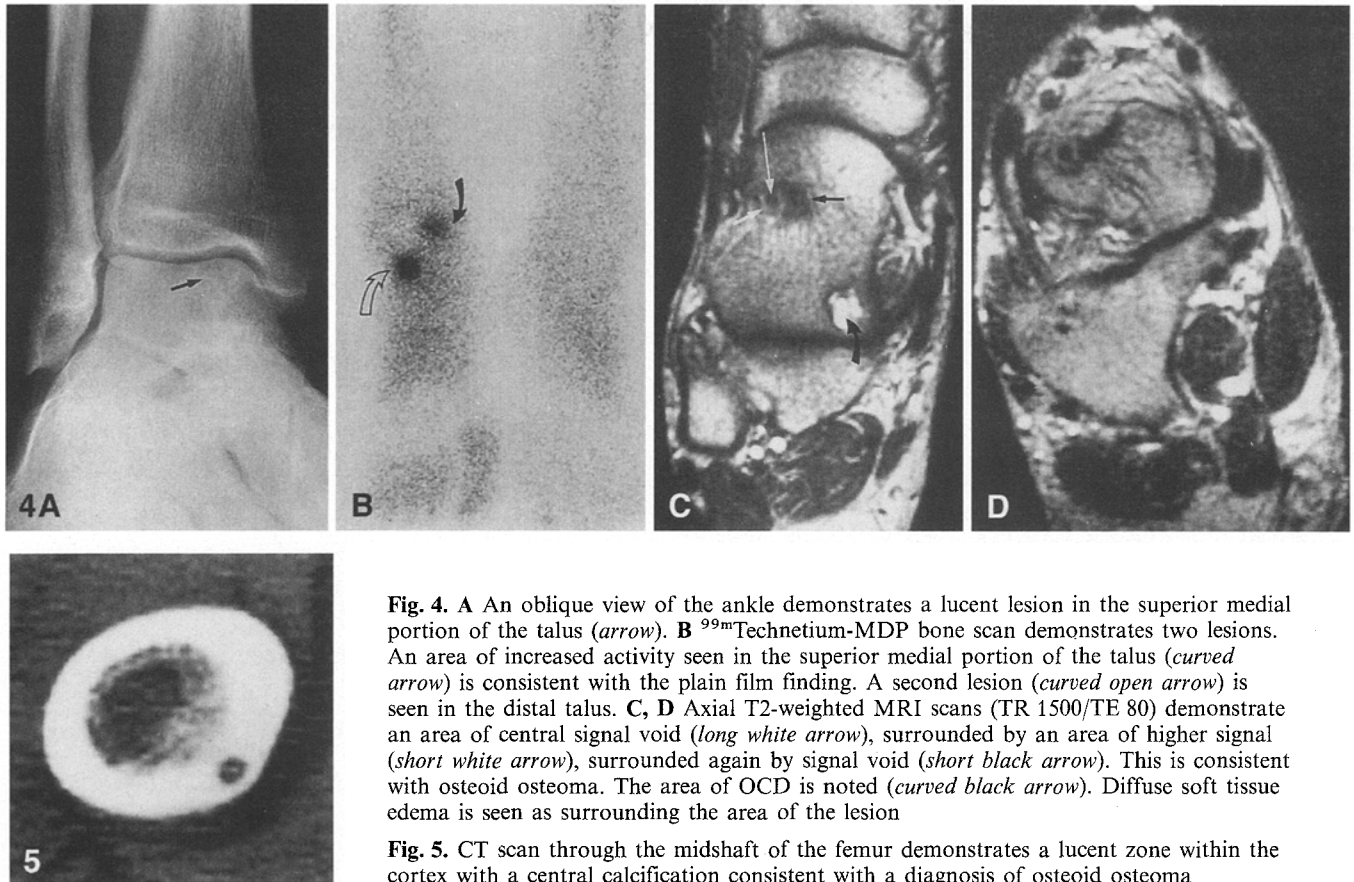 4A
B
C
D
5
Fig. 4. A An oblique view of the ankle demonstrates a lucent lesion in the superior medial
portion of the talus (arrow). B 99mTechnetium-MDP bone scan demonstrates two lesions.
An area of increased activity seen in the superior medial portion of the talus (curved
arrow) is consistent with the plain film finding. A second lesion (curved open arrow) is
seen in the distal talus. C, D Axial T2-weighted MRI scans (TR 1500/TE 80) demonstrate
an area of central signal void (long white arrow), surrounded by an area of higher signal
(short white arrow), surrounded again by signal void (short black arrow). This is consistent
with osteoid osteoma. The area of OCD is noted (curved black arrow). Diffuse soft tissue
edema is seen as surrounding the area of the lesion
Fig. 5. CT scan through the midshaft of the femur demonstrates a lucent zone within the
cortex with a central calcification consistent with a diagnosis of osteoid osteoma